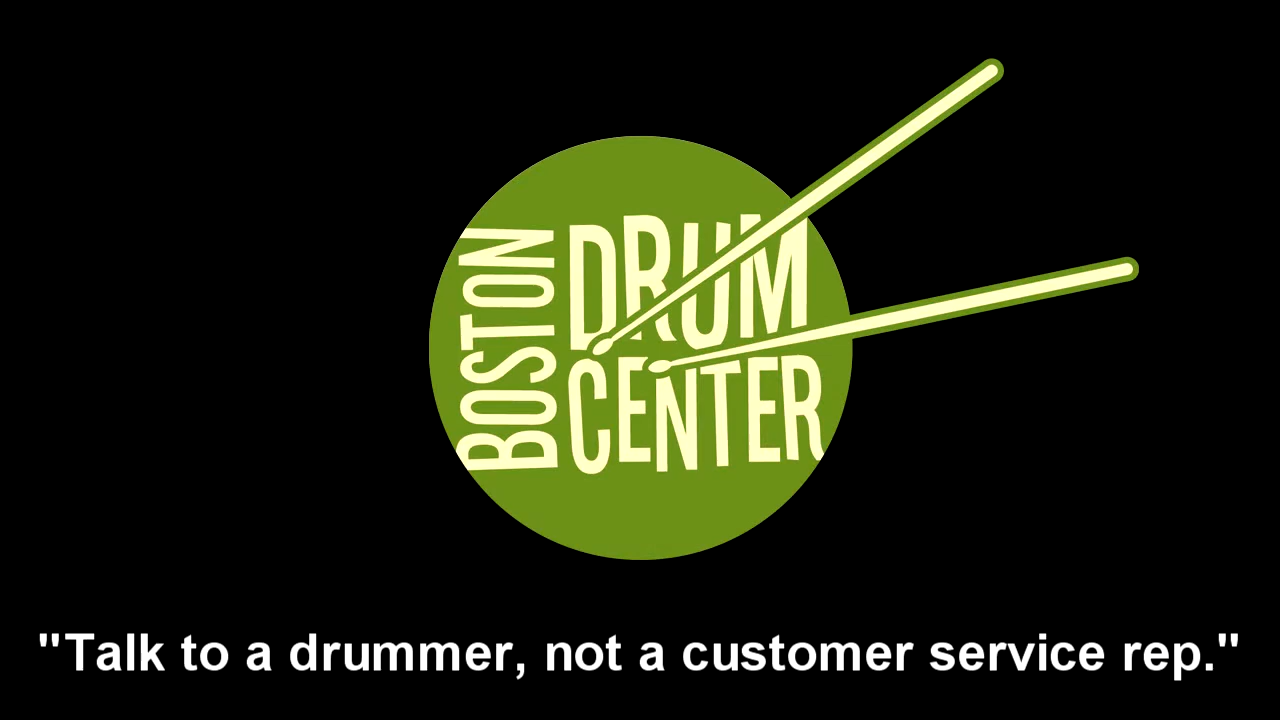 BOSTON
DRUM
CENTER
"Talk to a drummer, not a customer service rep."